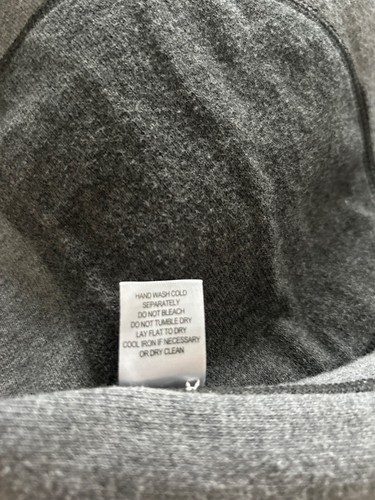 HAND WASH COLD
SEPARATELY
DO NOT BLEACH
DO NOT TUMBLE DRY
LAY FLAT TO DRY
COOL IRON IF NECESSARY
OR DRY CLEAN